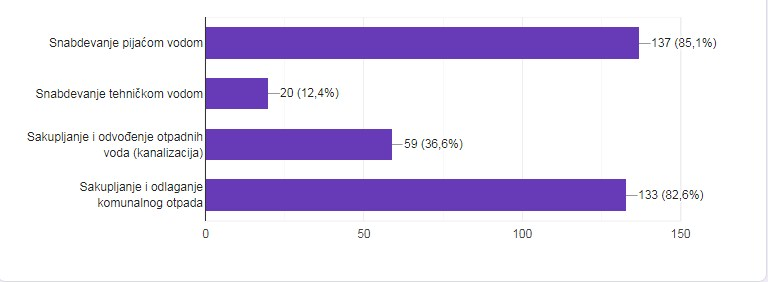 Snabdevanje pijaćom vodom
137 (85,1%)
Snabdevanje tehničkom vodom
20 (12,4%)
Sakupljanje i odvođenje otpadnih
voda (kanalizacija)
59 (36,6%)
Sakupljanje i odlaganje
komunalnog otpada
133 (82,6%)
0
50
100
150